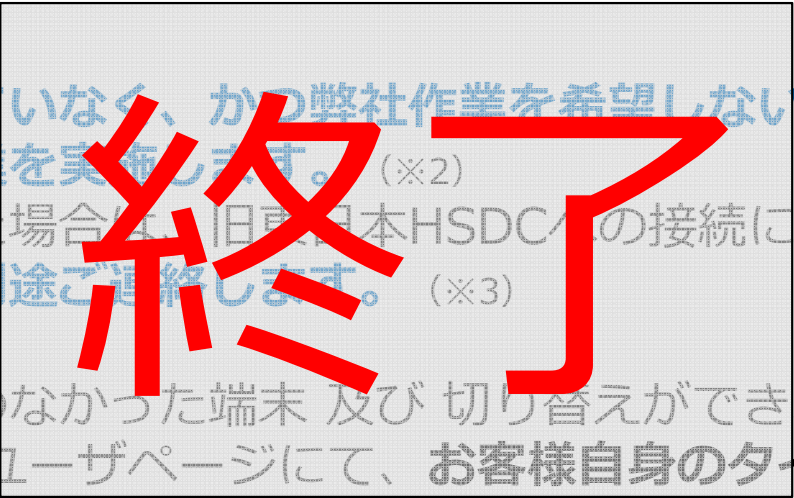 いなく、かつ弊社作業を希望しない
を実施します。 (※2)
場合は、旧東日本HSDCへの接続に
途ご連絡します。 (※3)
なかった端末 及び 切り替えができ
ユーザページにて、お客様自身のタ
終了